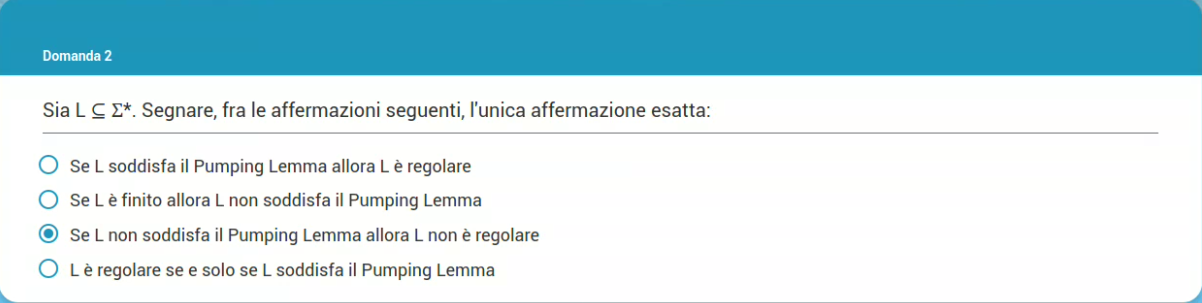 Domanda 2
Sia L ⊆ Σ*. Segnare, fra le affermazioni seguenti, l'unica affermazione esatta:
Se L soddisfa il Pumping Lemma allora L è regolare
Se L è finito allora L non soddisfa il Pumping Lemma
Se L non soddisfa il Pumping Lemma allora L non è regolare
L è regolare se e solo se L soddisfa il Pumping Lemma